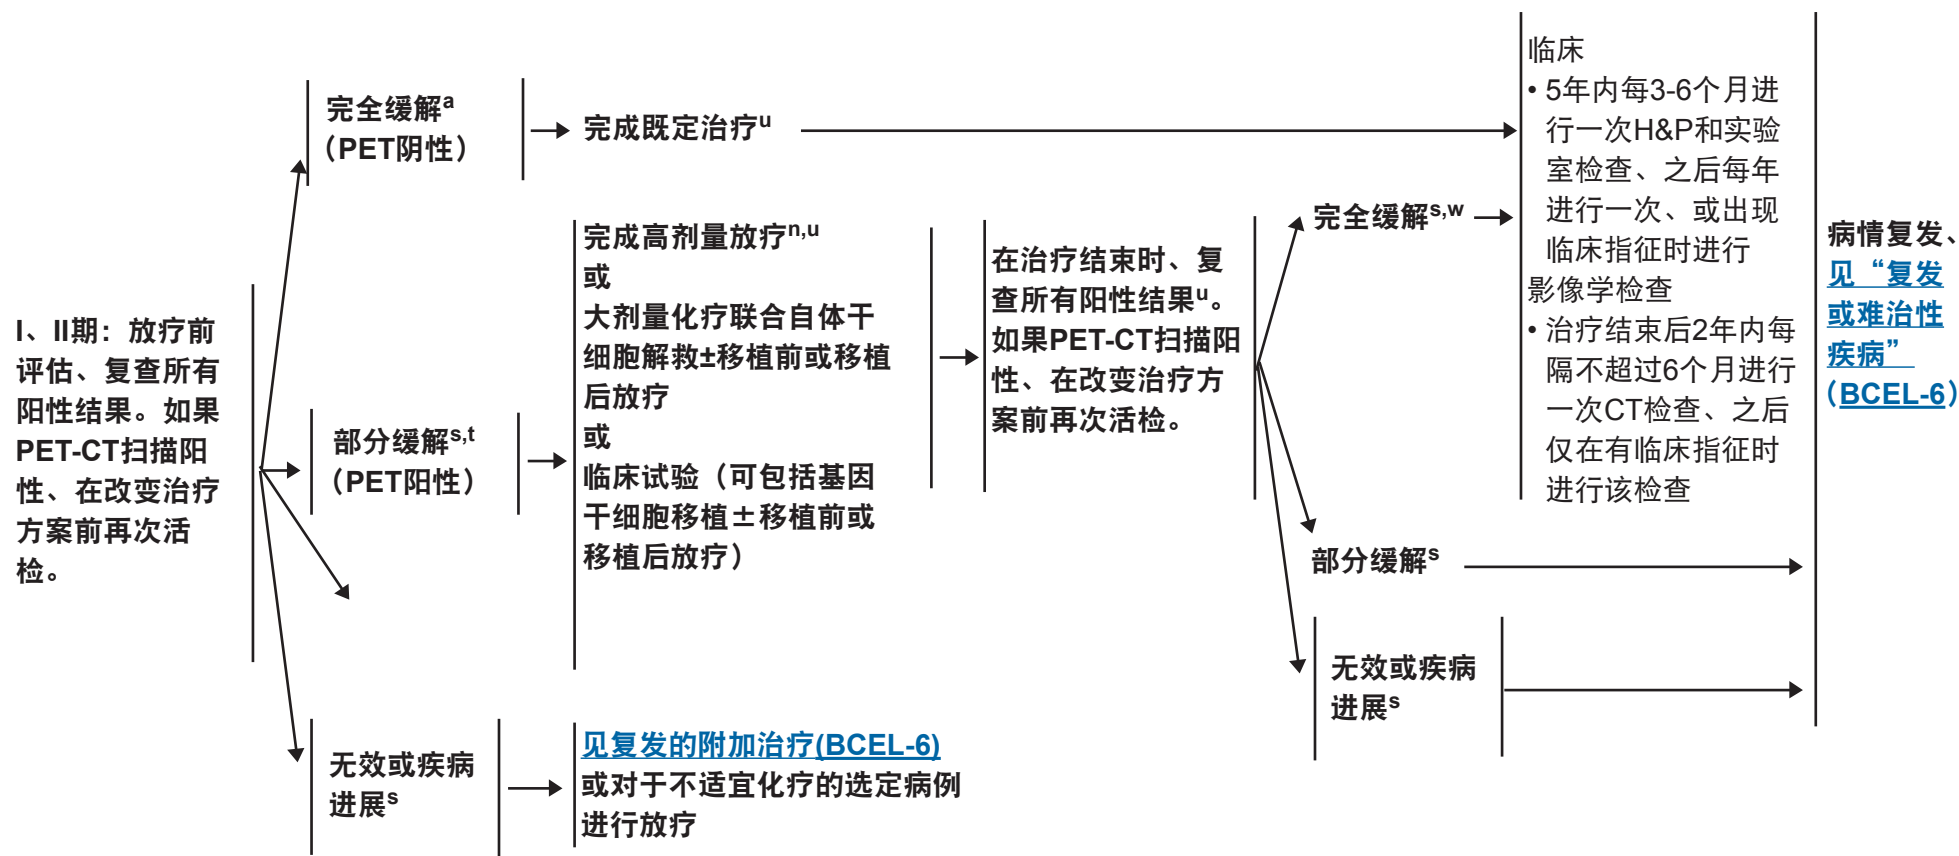 I、II期：放疗前
评估、复查所有
阳性结果。如果
PET-CT扫描阳
性、在改变治疗
方案前再次活
检。
完全缓解a
（PET阴性）
完成既定治疗u
部分缓解s,t
（PET阳性）
完成高剂量放疗n,u
或
大剂量化疗联合自体干
细胞解救±移植前或移植
后放疗
或
临床试验（可包括基因
干细胞移植±移植前或
移植后放疗）
在治疗结束时、复
查所有阳性结果u。
如果PET-CT扫描阳
性、在改变治疗方
案前再次活检。
完全缓解s,w
部分缓解s
无效或疾病
进展s
临床
• 5年内每3-6个月进
行一次H&P和实验
室检查、之后每年
进行一次、或出现
临床指征时进行
影像学检查
• 治疗结束后2年内每
隔不超过6个月进行
一次CT检查、之后
仅在有临床指征时
进行该检查
病情复发、
见“复发
或难治性
疾病”
（BCEL-6）
无效或疾病
进展s
见复发的附加治疗(BCEL-6)
或对于不适宜化疗的选定病例
进行放疗